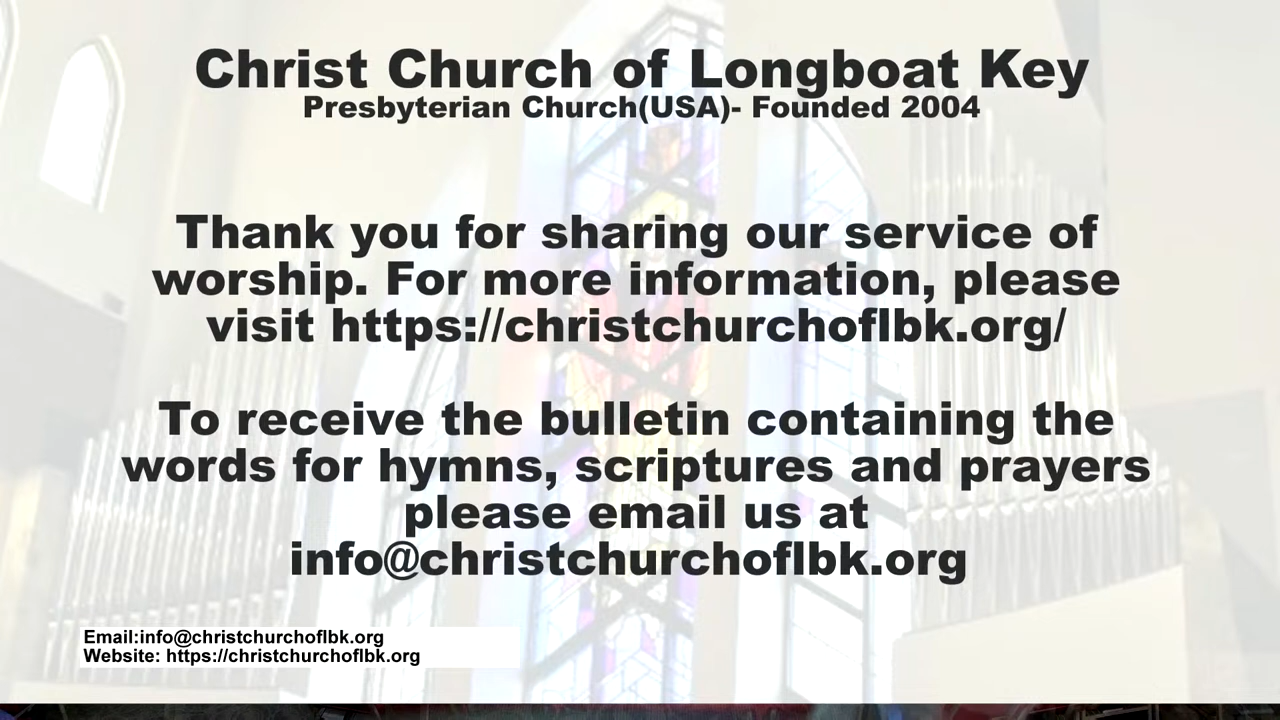 Christ Church of Longboat Key
Presbyterian Church(USA)- Founded 2004
Thank you for sharing our service of
worship. For more information, please
visit https://christchurchoflbk.org/
To receive the bulletin containing the
words for hymns, scriptures and prayers
please email us at
info@christchurchoflbk.org
Email:info@christchurchoflbk.org
Website: https://christchurchoflbk.org